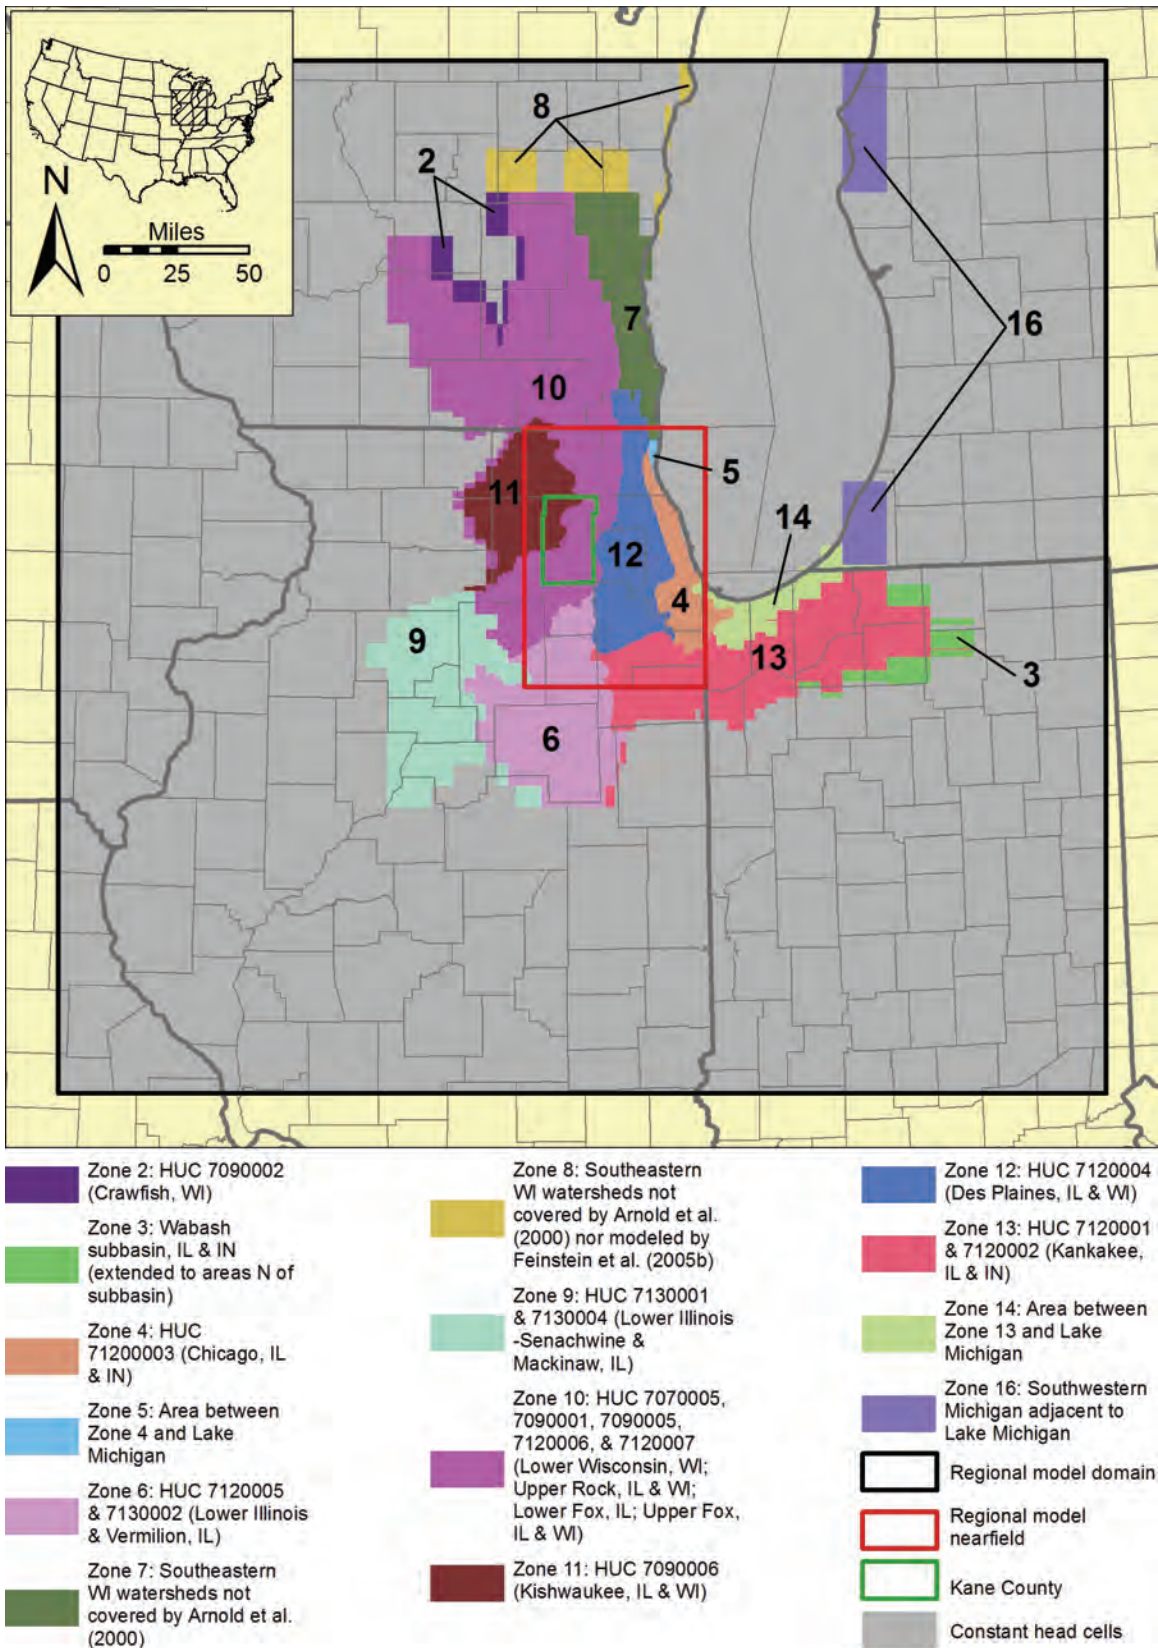 N
Miles
0 25 50
8
2
16
7
10
5
11
14
12
4
9
13
3
6
Zone 2: HUC 7090002
(Crawfish, WI)
Zone 3: Wabash
subbasin, IL & IN
(extended to areas N of
subbasin)
Zone 4: HUC
71200003 (Chicago, IL
& IN)
Zone 5: Area between
Zone 4 and Lake
Michigan
Zone 6: HUC 7120005
& 7130002 (Lower Illinois
& Vermilion, IL)
Zone 7: Southeastern
WI watersheds not
covered by Arnold et al.
(2000)
Zone 8: Southeastern
WI watersheds not
covered by Arnold et al.
(2000) nor modeled by
Feinstein et al. (2005b)
Zone 9: HUC 7130001
& 7130004 (Lower Illinois
-Senachwine &
Mackinaw, IL)
Zone 10: HUC 7070005,
7090001, 7090005,
7120006, & 7120007
(Lower Wisconsin, WI;
Upper Rock, IL & WI;
Lower Fox, IL; Upper Fox,
IL & WI)
Zone 11: HUC 7090006
(Kishwaukee, IL & WI)
Zone 12: HUC 7120004
(Des Plaines, IL & WI)
Zone 13: HUC 7120001
& 7120002 (Kankakee,
IL & IN)
Zone 14: Area between
Zone 13 and Lake
Michigan
Zone 16: Southwestern
Michigan adjacent to
Lake Michigan
Regional model domain
Regional model
nearfield
Kane County
Constant head cells